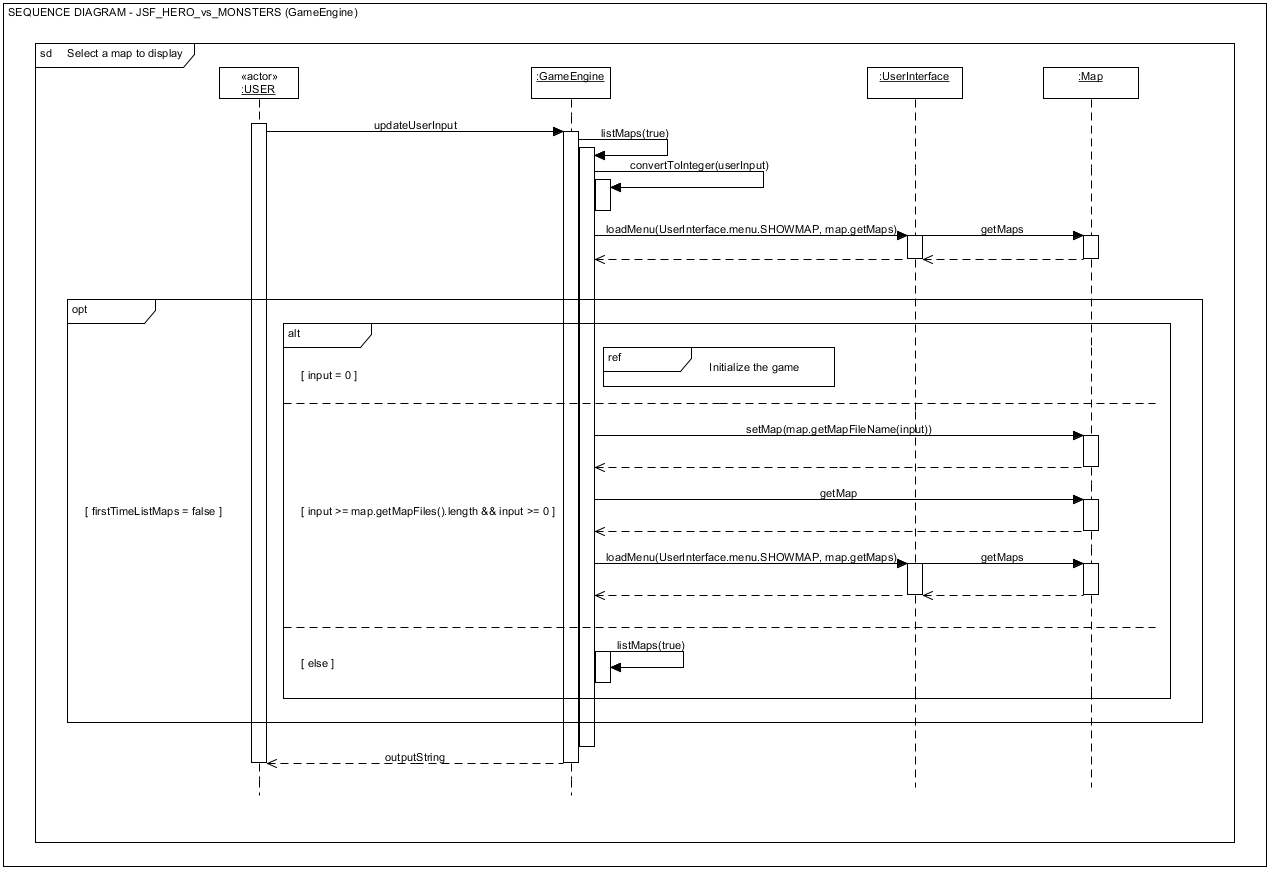 SEQUENCE DIAGRAM - JSF_HERO_vs_MONSTERS (GameEngine)
sd Select a map to display
«actor»
:USER
:GameEngine
:UserInterface
:Map
updateUserInput
listMaps(true)
convertToInteger(userInput)
loadMenu(UserInterface.menu.SHOWMAP, map.getMaps)
getMaps
opt
alt
ref
Initialize the game
[ input = 0 ]
setMap(map.getMapFileName(input))
getMap
[ firstTimeListMaps = false ]
[ input >= map.getMapFiles().length && input >= 0 ]
loadMenu(UserInterface.menu.SHOWMAP, map.getMaps)
getMaps
listMaps(true)
[ else ]
outputString